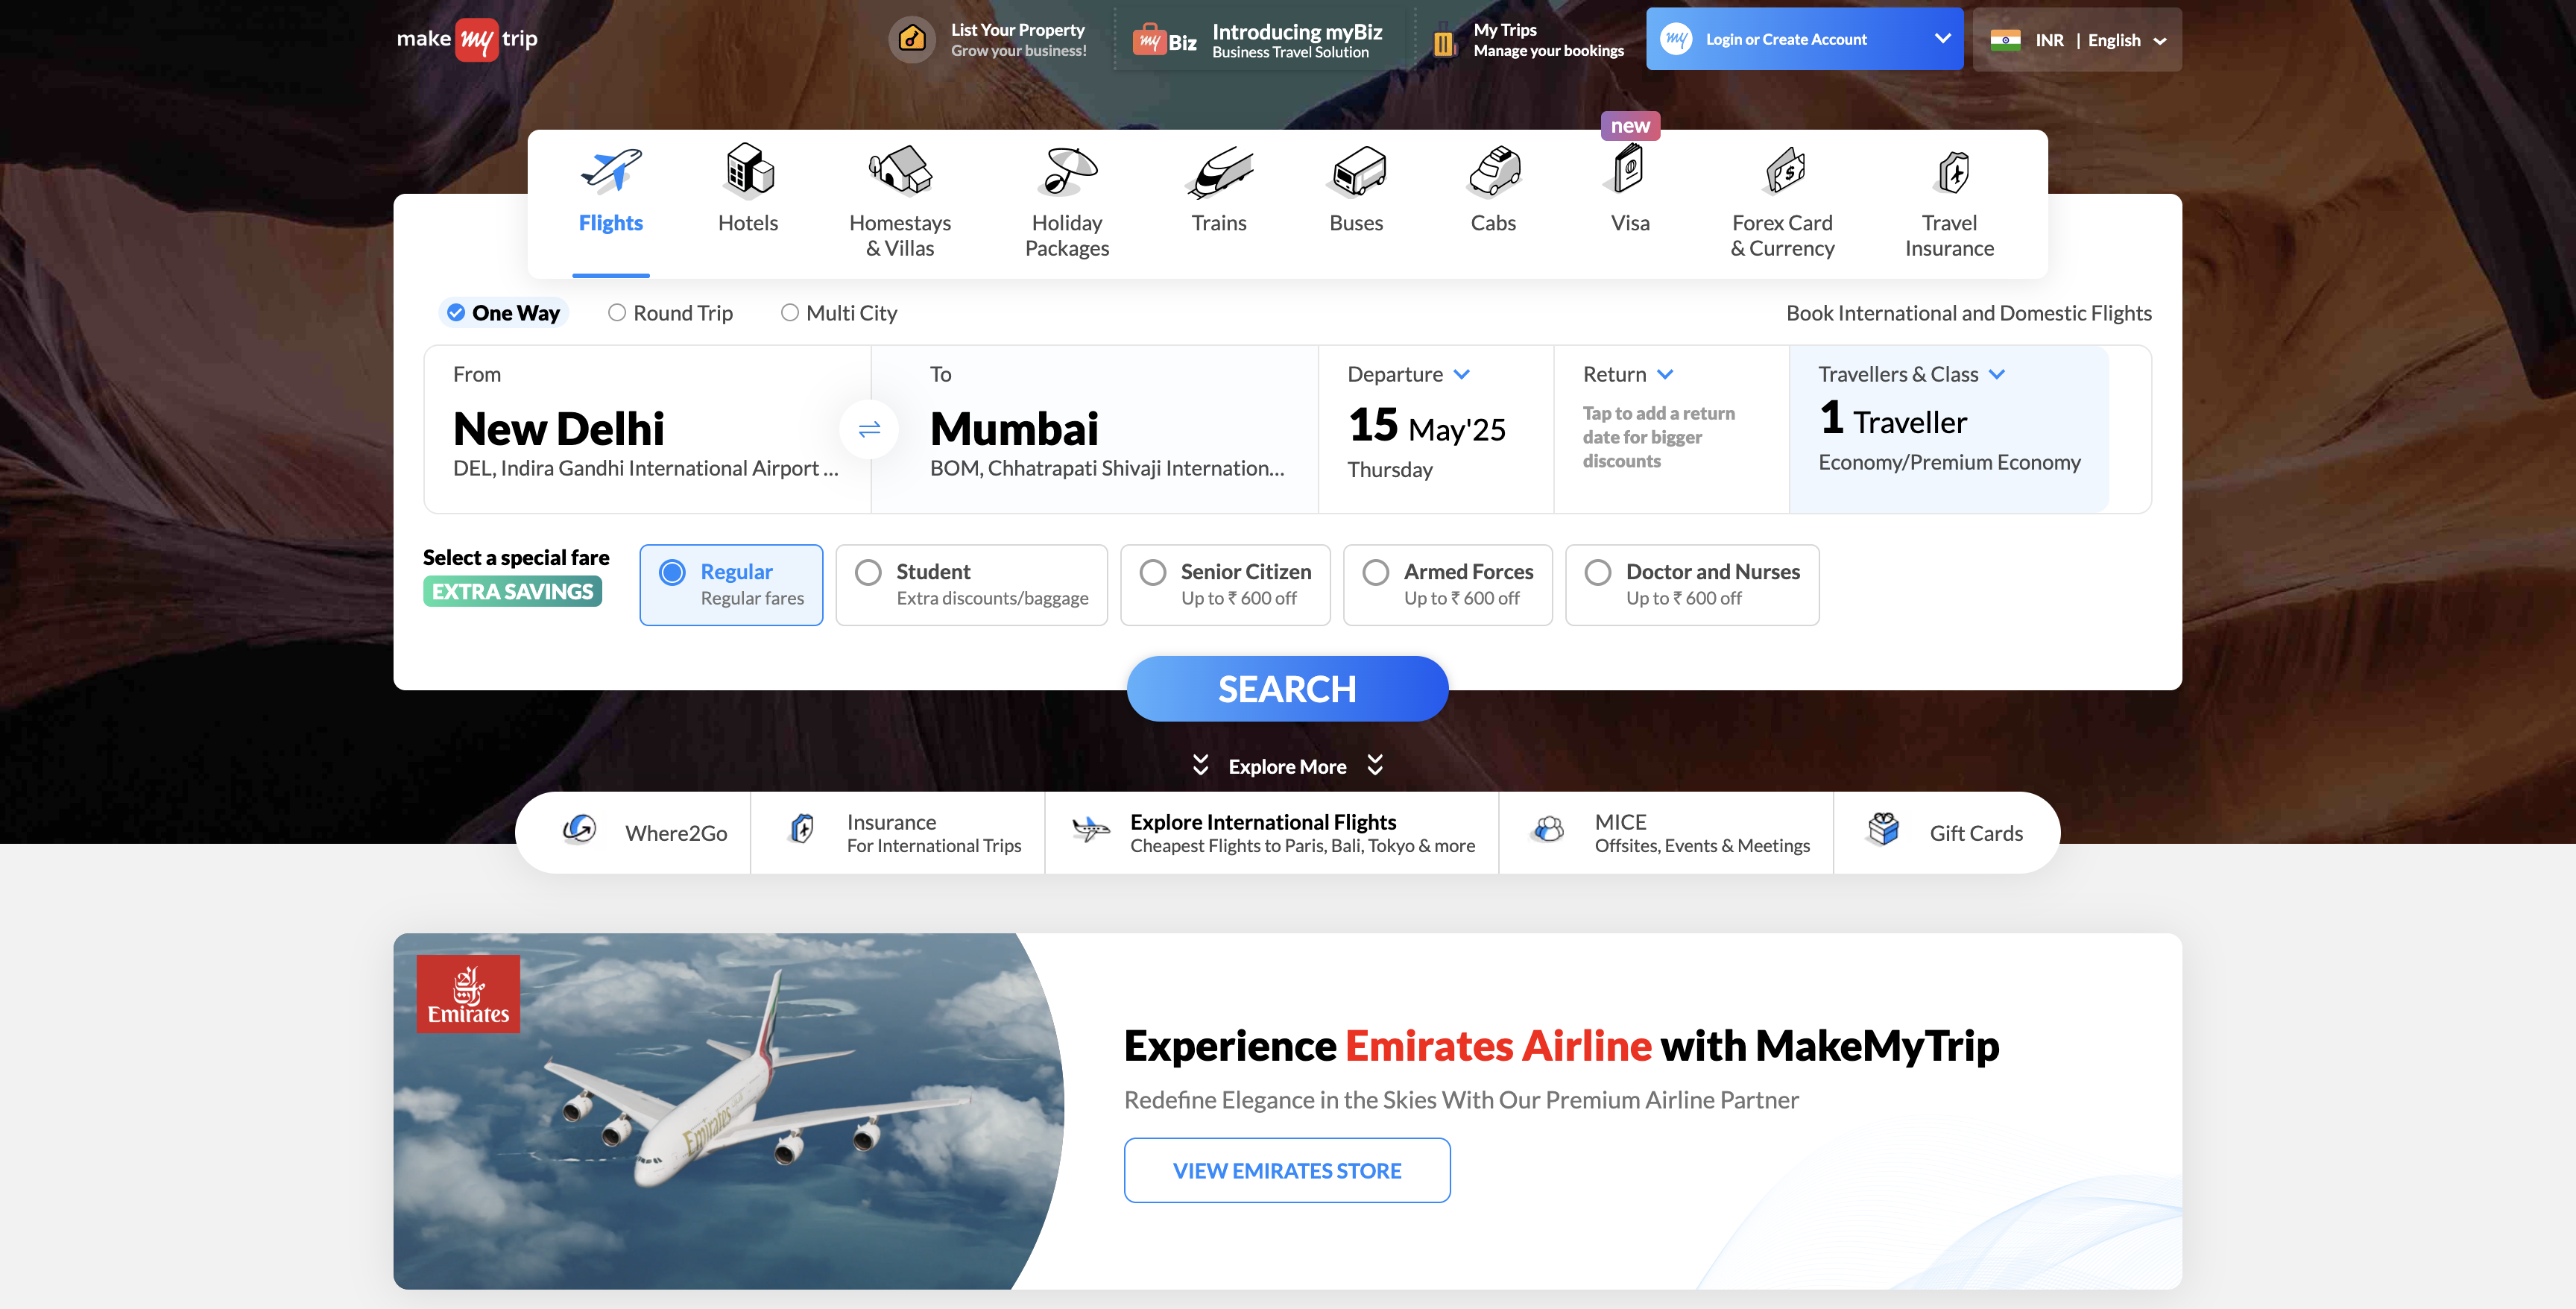 make my trip
List Your Property
Grow your business!
my Biz
Introducing myBiz
Business Travel Solution
My Trips
Manage your bookings
my
Login or Create Account
INR | English
new
Flights
Hotels
Homestays
& Villas
Holiday
Packages
Trains
Buses
Cabs
Visa
Forex Card
& Currency
Travel
Insurance
One Way
Round Trip
Multi City
Book International and Domestic Flights
From
New Delhi
DEL, Indira Gandhi International Airport ...
To
Mumbai
BOM, Chhatrapati Shivaji Internation...
Departure
15 May'25
Thursday
Return
Tap to add a return
date for bigger
discounts
Travellers & Class
1 Traveller
Economy/Premium Economy
Select a special fare
EXTRA SAVINGS
Regular
Regular fares
Student
Extra discounts/baggage
Senior Citizen
Up to ₹ 600 off
Armed Forces
Up to ₹ 600 off
Doctor and Nurses
Up to ₹ 600 off
SEARCH
Explore More
Where2Go
Insurance
For International Trips
Explore International Flights
Cheapest Flights to Paris, Bali, Tokyo & more
MICE
Offsites, Events & Meetings
Gift Cards
Emirates
Emirates
Experience Emirates Airline with MakeMyTrip
Redefine Elegance in the Skies With Our Premium Airline Partner
VIEW EMIRATES STORE